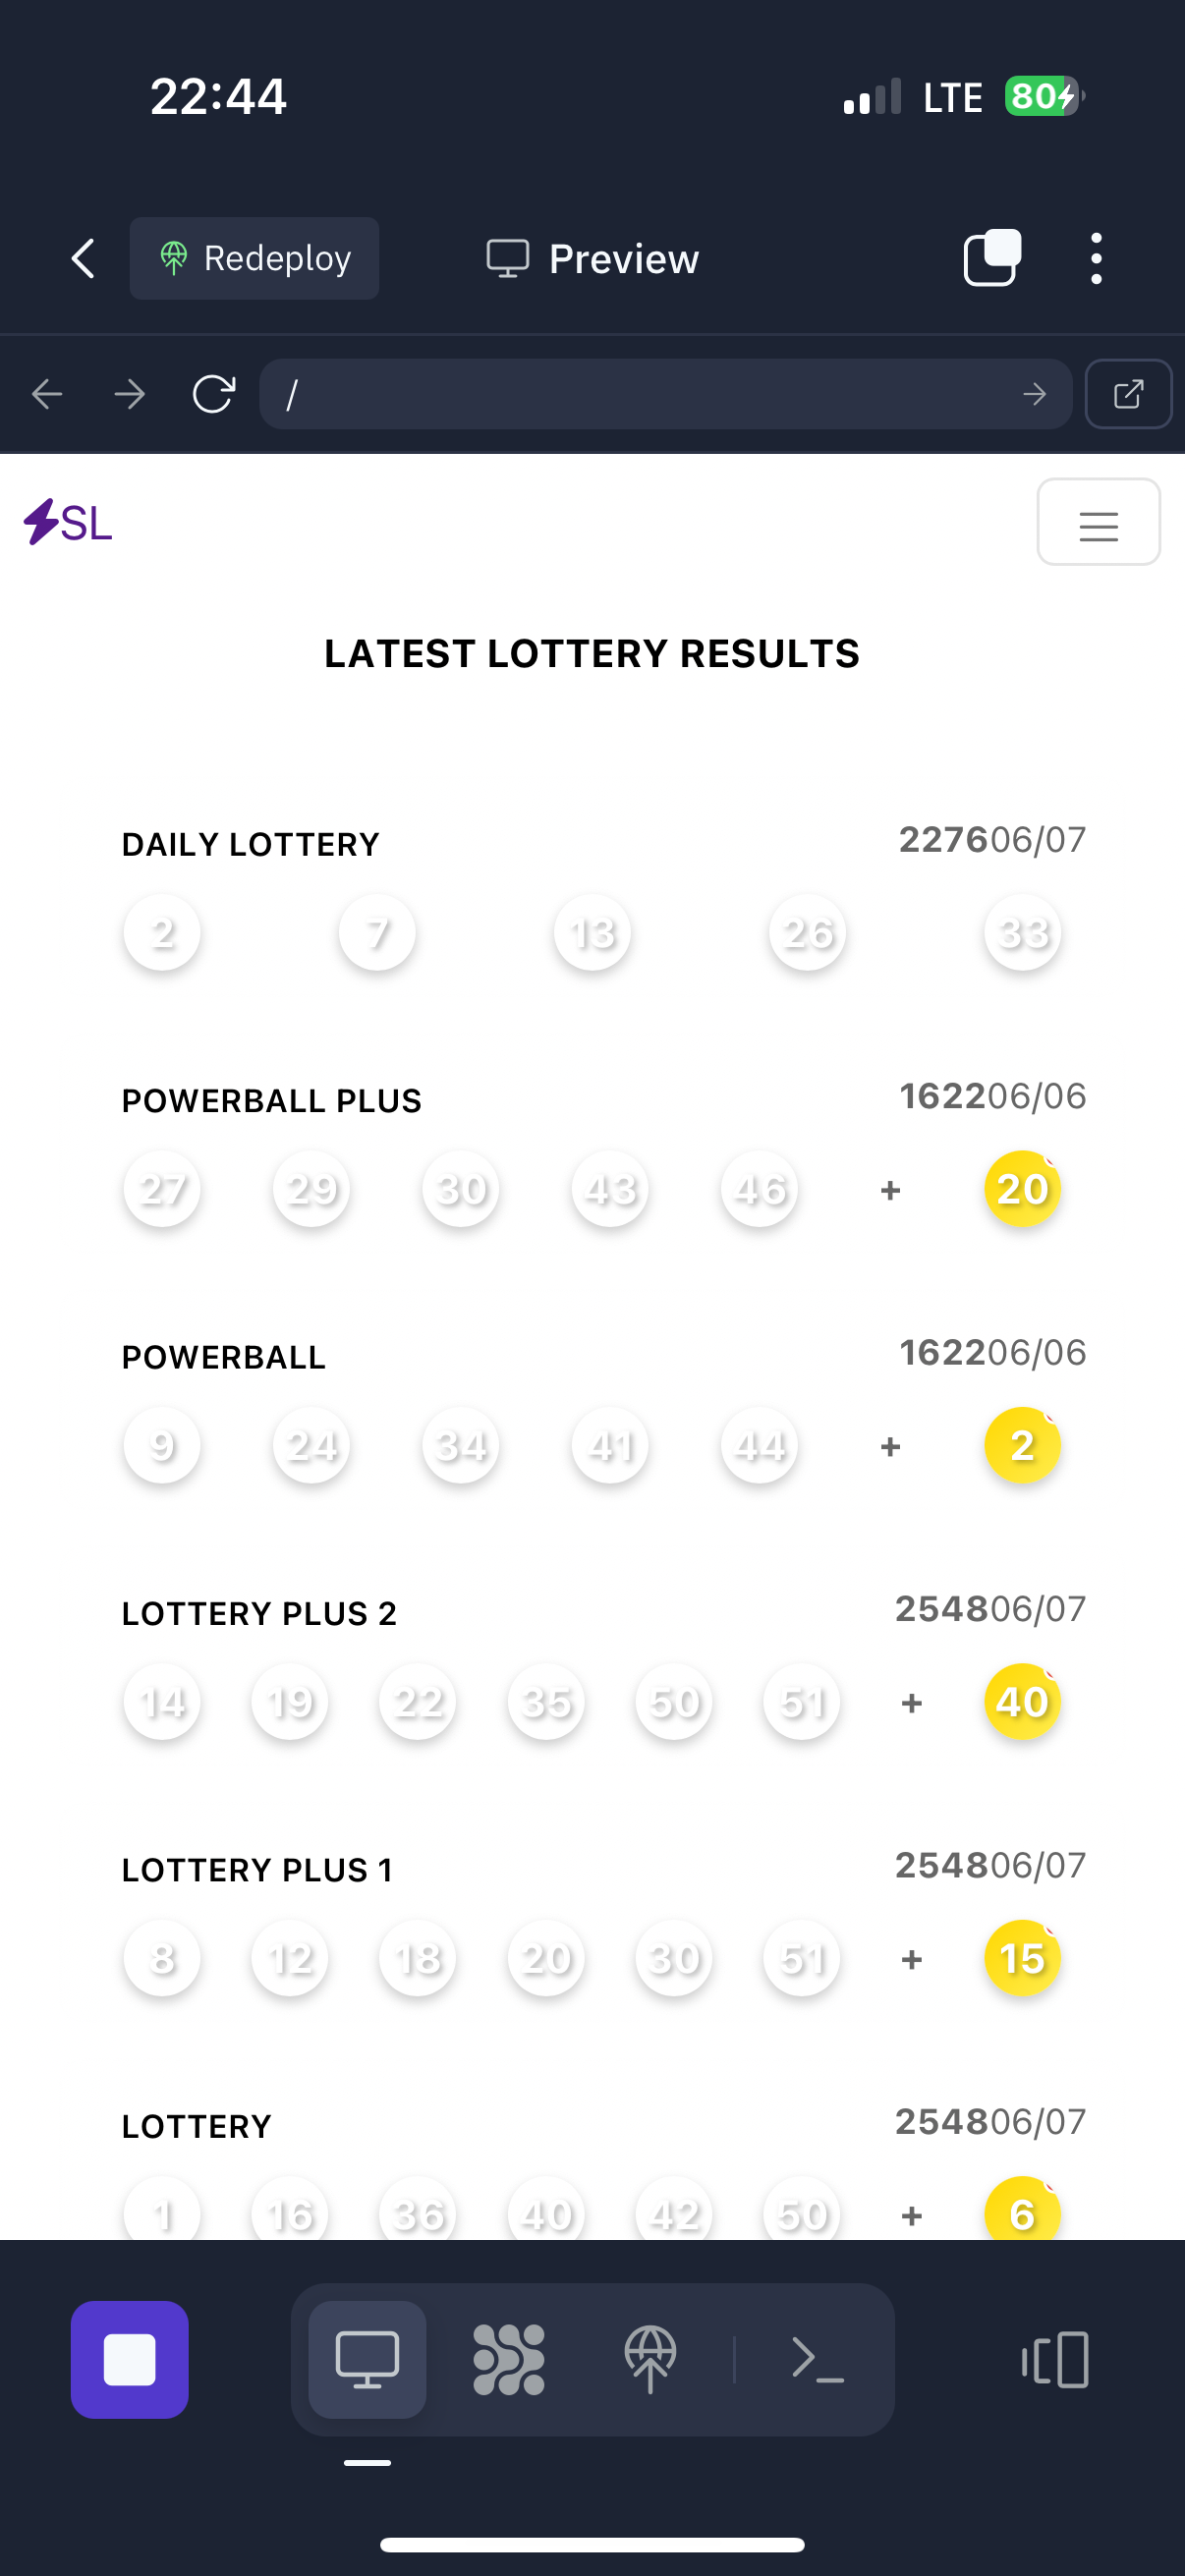 22:44 LTE 80
Redeploy Preview
/
SL
LATEST LOTTERY RESULTS
DAILY LOTTERY 227606/07
2 7 13 26 33
POWERBALL PLUS 162206/06
27 29 30 43 46 + 20
POWERBALL 162206/06
9 24 34 41 44 + 2
LOTTERY PLUS 2 254806/07
14 19 22 35 50 51 + 40
LOTTERY PLUS 1 254806/07
8 12 18 20 30 51 + 15
LOTTERY 254806/07
1 16 36 40 42 50 + 6